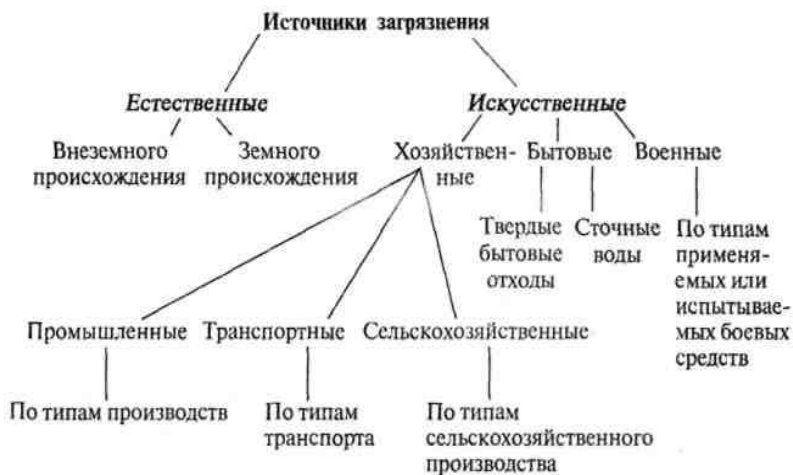 Источники загрязнения
Естественные
Искусственные
Внеземного
происхождения
Земного
происхождения
Хозяйствен-
ные
Бытовые
Военные
Твердые
бытовые
отходы
Сточные
воды
По типам
применя-
емых или
испытывае-
мых боевых
средств
Промышленные
Транспортные
Сельскохозяйственные
По типам производств
По типам
транспорта
По типам
сельскохозяйственного
производства